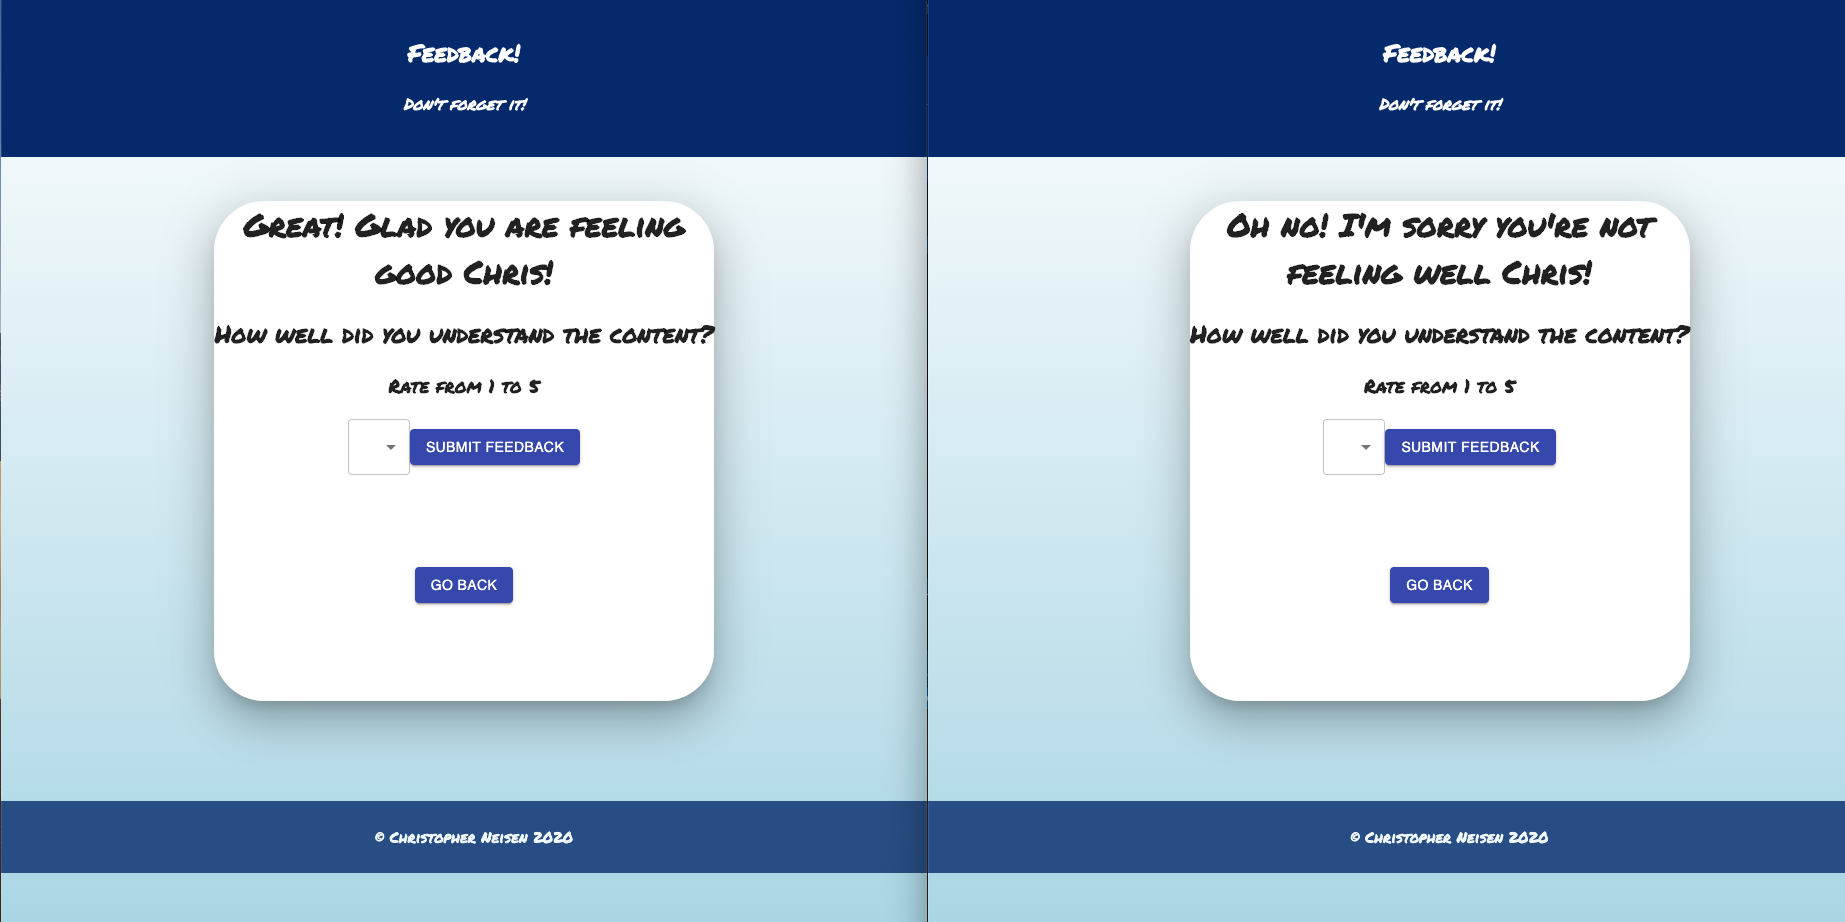 Feedback!
Don't forget it!
Great! Glad you are feeling
good Chris!
How well did you understand the content?
Rate from 1 to 5
SUBMIT FEEDBACK
GO BACK
© Christopher Neisen 2020
Feedback!
Don't forget it!
Oh no! I'm sorry you're not
feeling well Chris!
How well did you understand the content?
Rate from 1 to 5
SUBMIT FEEDBACK
GO BACK
© Christopher Neisen 2020